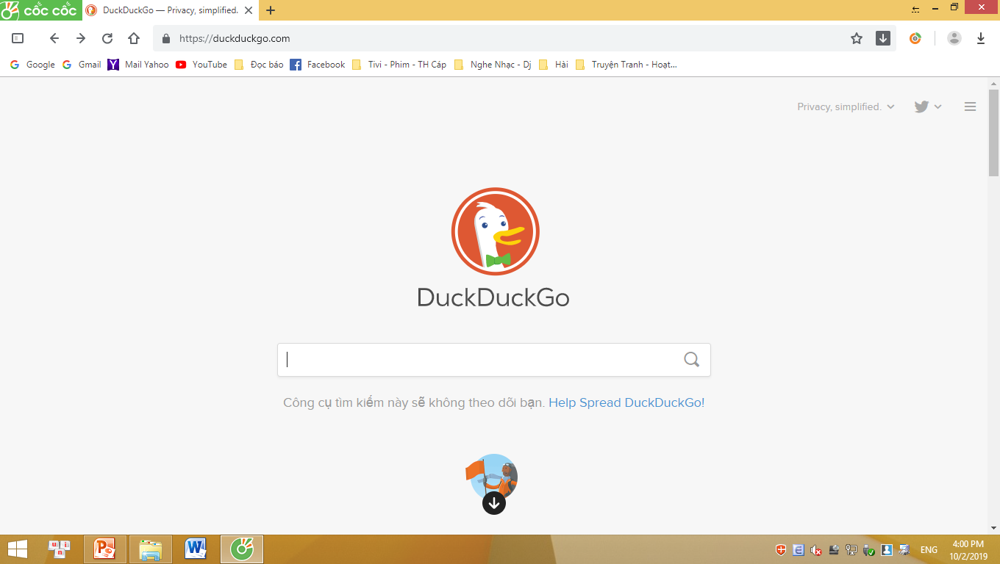 cốc cốc
DuckDuckGo — Privacy, simplified.
https://duckduckgo.com
Google Gmail Mail Yahoo YouTube Đọc báo Facebook Tivi - Phim - TH Cáp Nghe Nhạc - Dj Hài Truyện Tranh - Hoạt...
Privacy, simplified.
DuckDuckGo
Công cụ tìm kiếm này sẽ không theo dõi bạn. Help Spread DuckDuckGo!
u i n
ENG
4:00 PM
10/2/2019